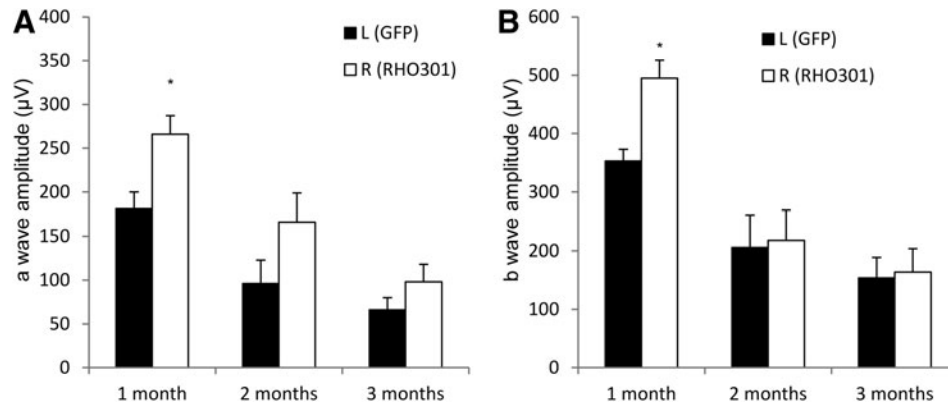 A
400
350
300
250
200
150
100
50
0
a wave amplitude (µV)
L (GFP)
R (RHO301)
*
1 month
2 months
3 months
B
600
500
400
300
200
100
0
b wave amplitude (µV)
L (GFP)
R (RHO301)
*
1 month
2 months
3 months